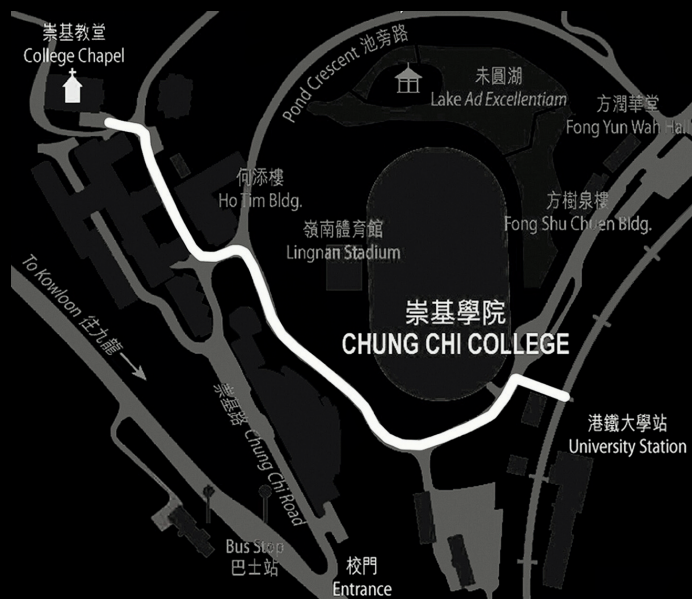 崇基教堂
College Chapel
Pond Crescent 池旁路
未圓湖
Lake Ad Excellentiam
方潤華堂
Fong Yun Wah Hall
何添樓
Ho Tim Bldg.
方樹泉樓
Fong Shu Chuen Bldg.
嶺南體育館
Lingnan Stadium
To Kowloon 往九龍
崇基學院
CHUNG CHI COLLEGE
崇基路 Chung Chi Road
港鐵大學站
University Station
Bus Stop
巴士站
校門
Entrance